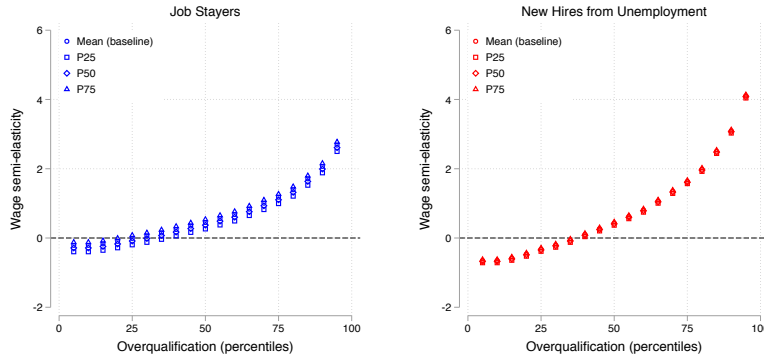 Job Stayers
Wage semi-elasticity
6
4
2
0
-2
Mean (baseline)
P25
P50
P75
0
25
50
75
100
Overqualification (percentiles)
New Hires from Unemployment
Wage semi-elasticity
6
4
2
0
-2
Mean (baseline)
P25
P50
P75
0
25
50
75
100
Overqualification (percentiles)